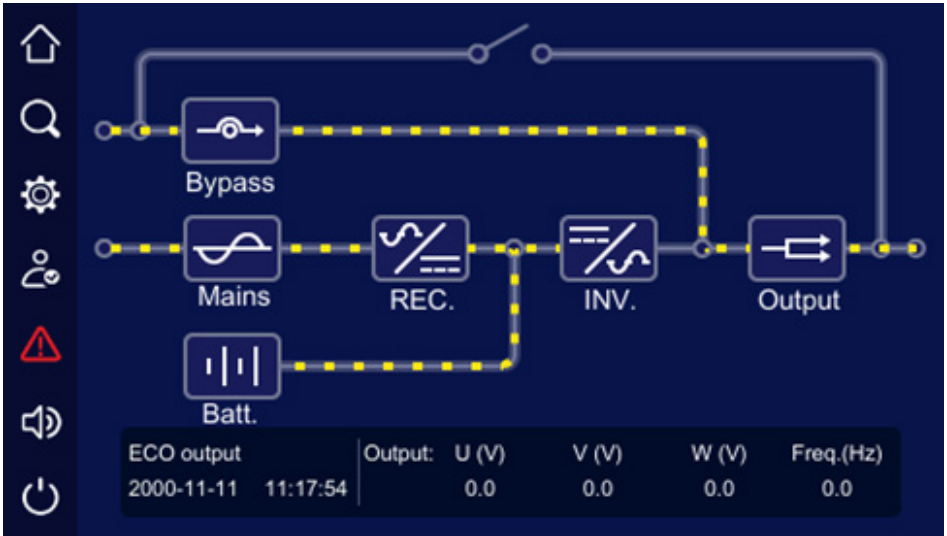 Bypass
Mains
REC.
INV.
Output
Batt.
ECO output
Output: U (V) V (V) W (V) Freq.(Hz)
2000-11-11 11:17:54 0.0 0.0 0.0 0.0